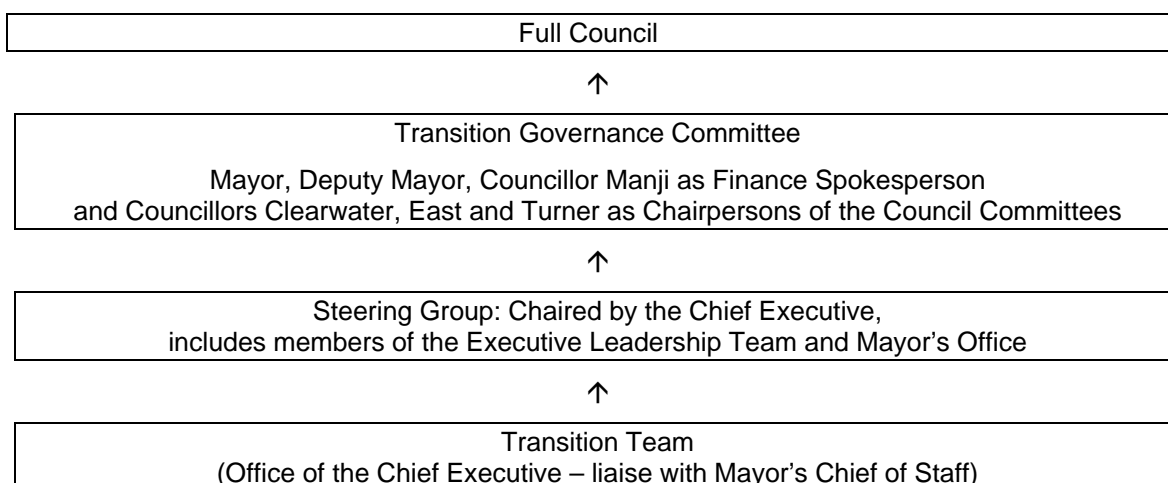 Full Council
↑
Transition Governance Committee
Mayor, Deputy Mayor, Councillor Manji as Finance Spokesperson
and Councillors Clearwater, East and Turner as Chairpersons of the Council Committees
↑
Steering Group: Chaired by the Chief Executive,
includes members of the Executive Leadership Team and Mayor's Office
↑
Transition Team
(Office of the Chief Executive – liaise with Mayor's Chief of Staff)